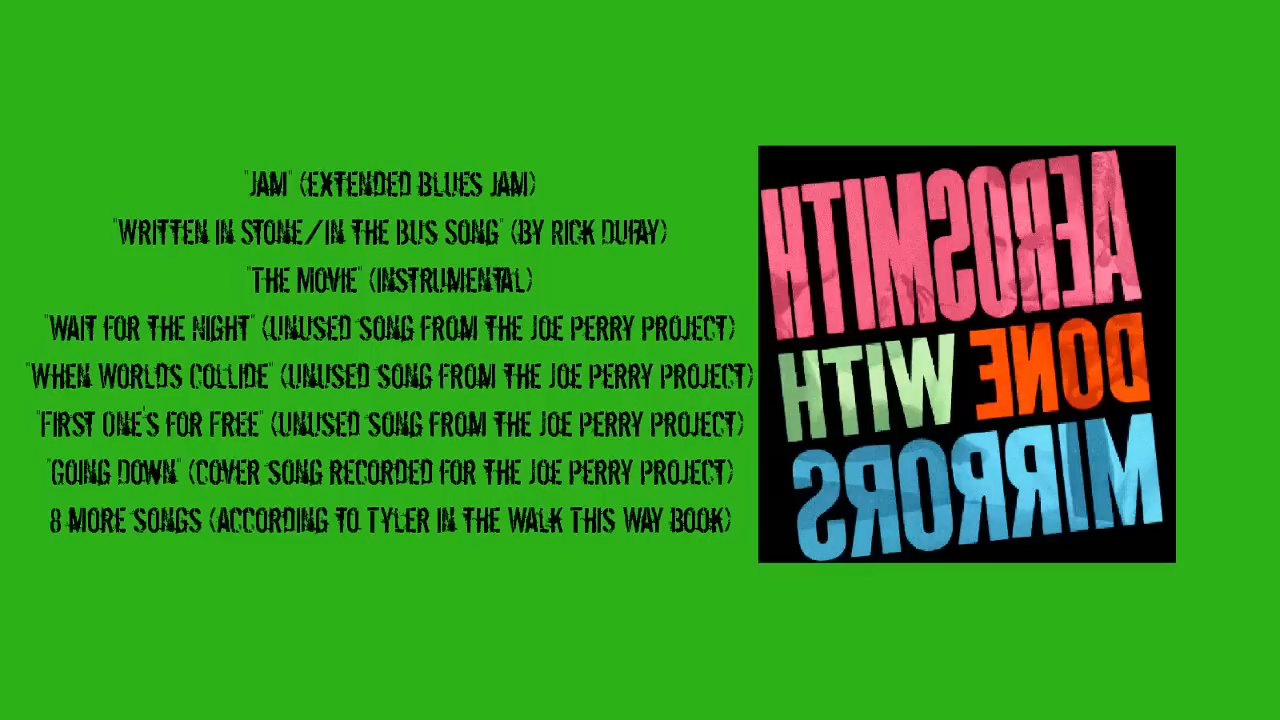 "JAM" (EXTENDED BLUES JAM)
"WRITTEN IN STONE/IN THE BUS SONG" (BY RICK DUFAY)
"THE MOVIE" (INSTRUMENTAL)
"WAIT FOR THE NIGHT" (UNUSED SONG FROM THE JOE PERRY PROJECT)
"WHEN WORLDS COLLIDE" (UNUSED SONG FROM THE JOE PERRY PROJECT)
"FIRST ONE'S FOR FREE" (UNUSED SONG FROM THE JOE PERRY PROJECT)
"GOING DOWN" (COVER SONG RECORDED FOR THE JOE PERRY PROJECT)
8 MORE SONGS (ACCORDING TO TYLER IN THE WALK THIS WAY BOOK)
AEROSMITH
DONE WITH
MIRRORS